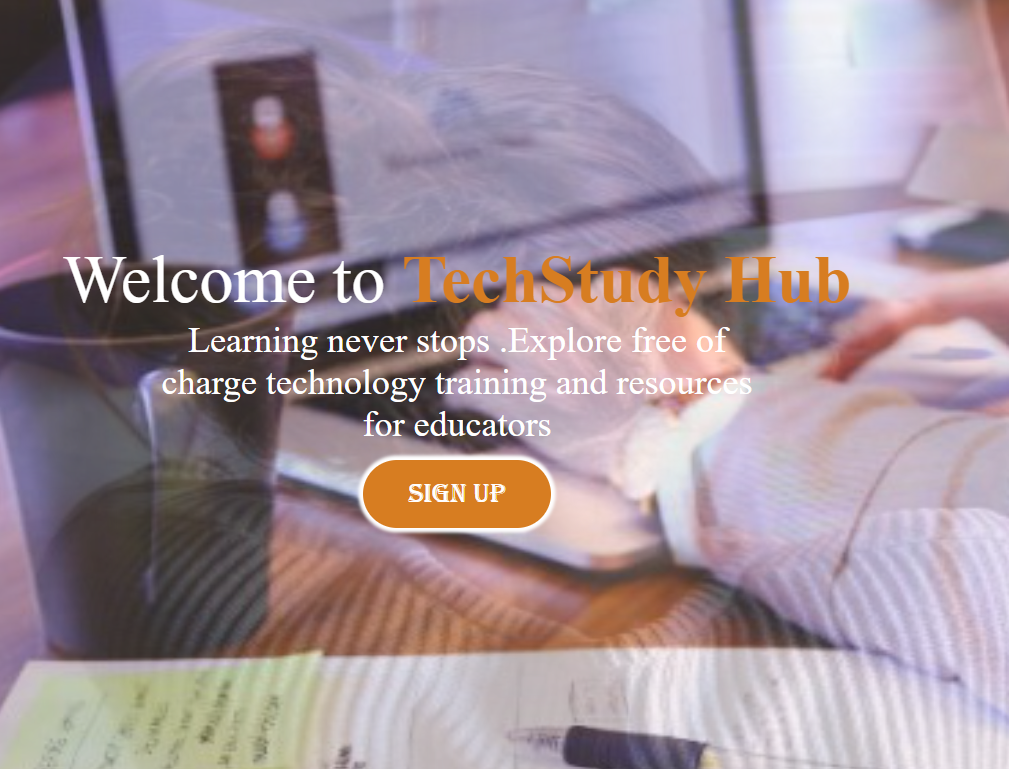 Welcome to TechStudy Hub
Learning never stops .Explore free of
charge technology training and resources
for educators
SIGN UP